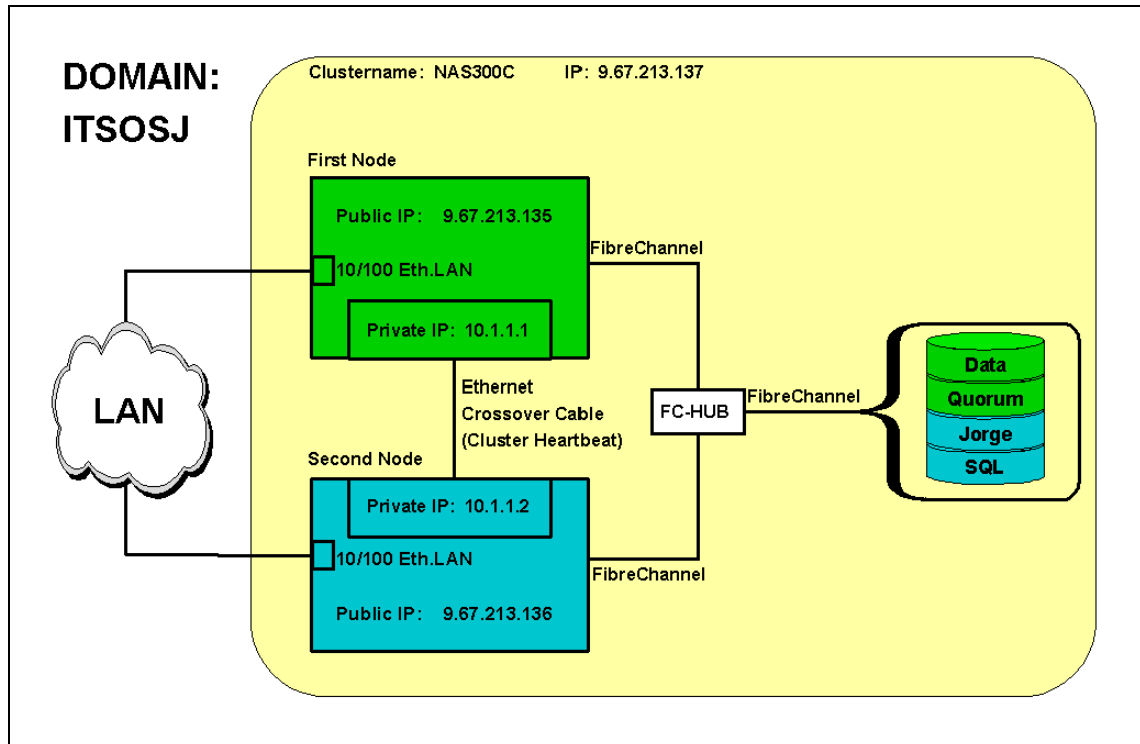 DOMAIN:
ITSOSJ
Clustername: NAS300C IP: 9.67.213.137
First Node
Public IP: 9.67.213.135
10/100 Eth.LAN
Private IP: 10.1.1.1
FibreChannel
LAN
Ethernet
Crossover Cable
(Cluster Heartbeat)
FC-HUB
FibreChannel
Data
Quorum
Jorge
SQL
Second Node
Private IP: 10.1.1.2
10/100 Eth.LAN
Public IP: 9.67.213.136
FibreChannel